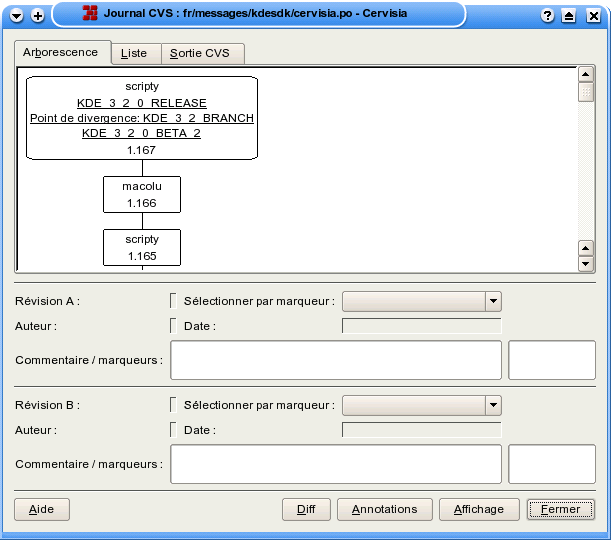 Journal CVS : fr/messages/kdesdk/cervisia.po - Cervisia
Arborescence Liste Sortie CVS
scripty
KDE_3_2_0_RELEASE
Point de divergence: KDE_3_2_BRANCH
KDE_3_2_0_BETA_2
1.167
macolu
1.166
scripty
1.165
Révision A : Sélectionner par marqueur :
Auteur : Date :
Commentaire / marqueurs :
Révision B : Sélectionner par marqueur :
Auteur : Date :
Commentaire / marqueurs :
Aide Diff Annotations Affichage Fermer